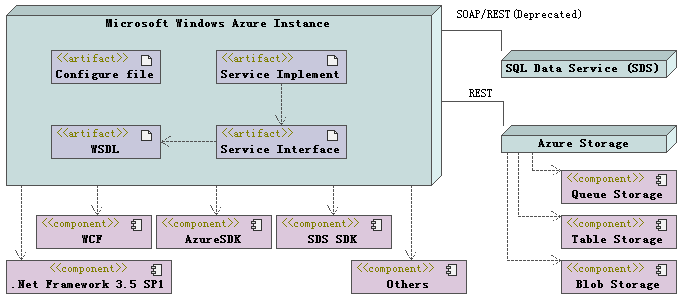 Microsoft Windows Azure Instance
SOAP/REST(Deprecated)
<<artifact>>
Configure file
<<artifact>>
Service Implement
SQL Data Service (SDS)
REST
<<artifact>>
WSDL
<<artifact>>
Service Interface
Azure Storage
<<component>>
Queue Storage
<<component>>
WCF
<<component>>
AzureSDK
<<component>>
SDS SDK
<<component>>
Table Storage
<<component>>
.Net Framework 3.5 SP1
<<component>>
Others
<<component>>
Blob Storage